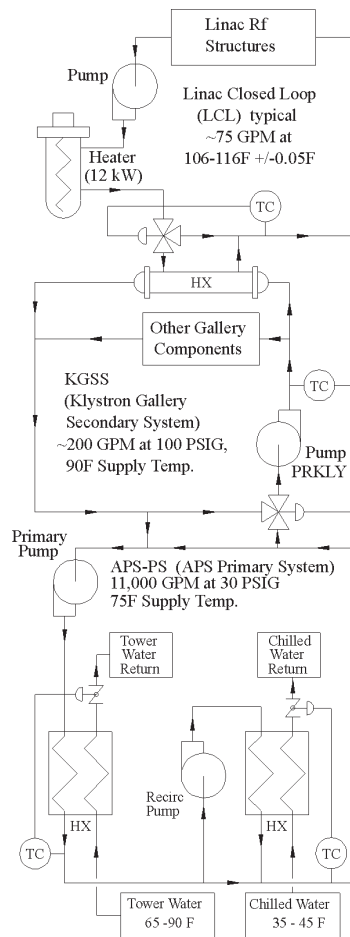 Linac Rf
Structures
Pump
Linac Closed Loop
(LCL) typical
~75 GPM at
106-116F +/-0.05F
Heater
(12 kW)
TC
HX
Other Gallery
Components
KGSS
(Klystron Gallery
Secondary System)
~200 GPM at 100 PSIG,
90F Supply Temp.
TC
Pump
PRKLY
Primary
Pump
APS-PS (APS Primary System)
11,000 GPM at 30 PSIG
75F Supply Temp.
Tower
Water
Return
Chilled
Water
Return
Recirc
Pump
HX
HX
TC
TC
Tower Water
65 -90 F
Chilled Water
35 - 45 F